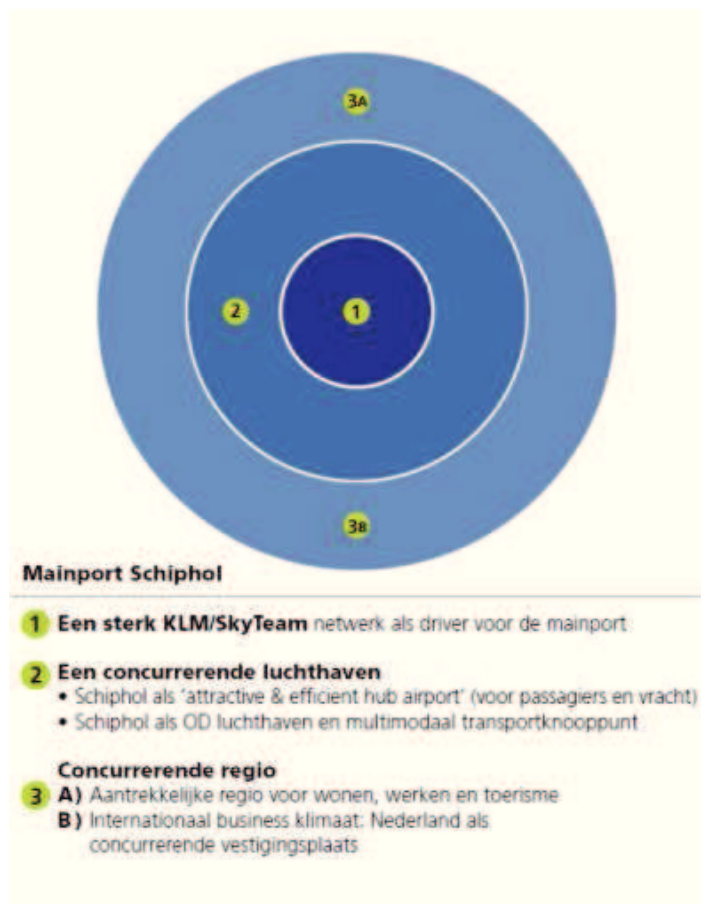 3A
2
1
3B
Mainport Schiphol
1 Een sterk KLM/SkyTeam netwerk als driver voor de mainport
2 Een concurrerende luchthaven
• Schiphol als 'attractive & efficient hub airport' (voor passagiers en vracht)
• Schiphol als OD luchthaven en multimodaal transportknooppunt
Concurrerende regio
3 A) Aantrekkelijke regio voor wonen, werken en toerisme
B) Internationaal business klimaat: Nederland als
concurrerende vestigingsplaats